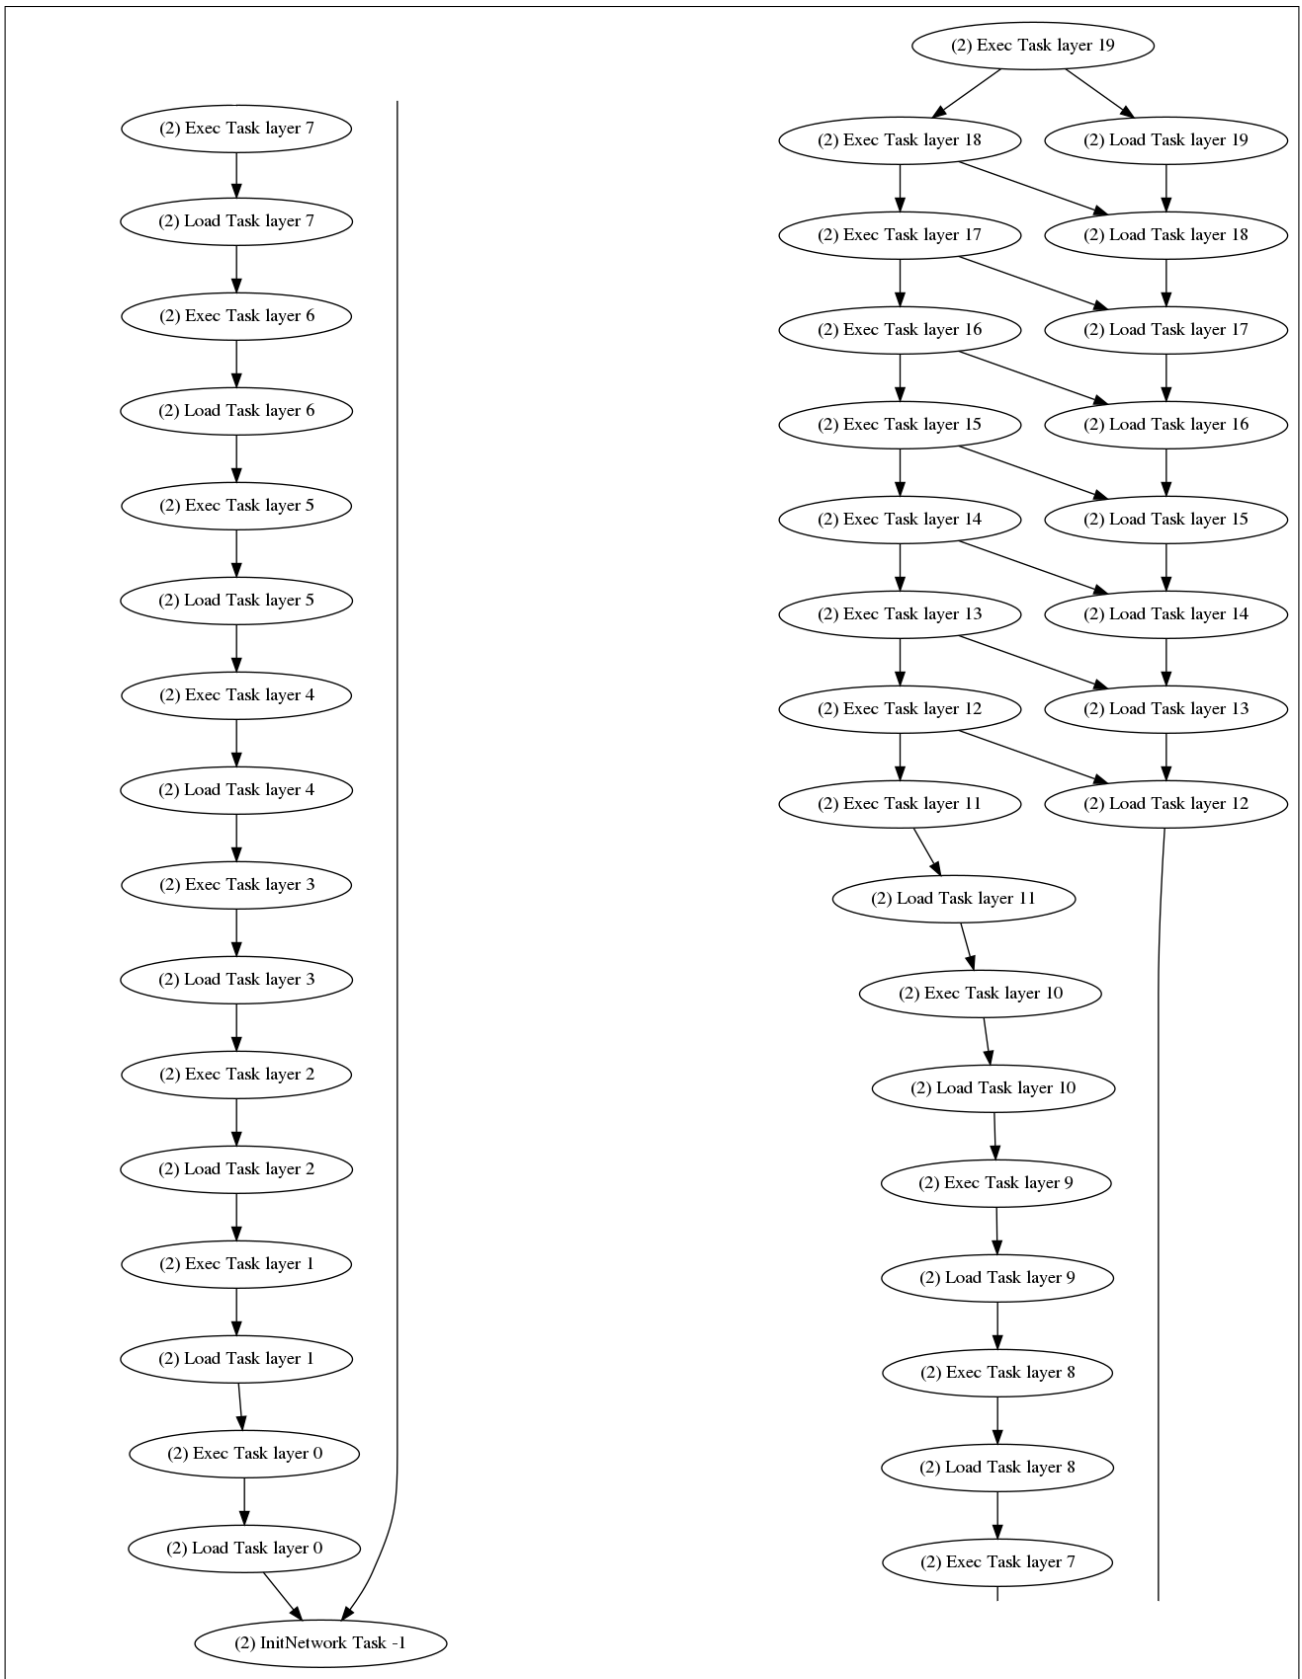 (2) Exec Task layer 7
(2) Load Task layer 7
(2) Exec Task layer 6
(2) Load Task layer 6
(2) Exec Task layer 5
(2) Load Task layer 5
(2) Exec Task layer 4
(2) Load Task layer 4
(2) Exec Task layer 3
(2) Load Task layer 3
(2) Exec Task layer 2
(2) Load Task layer 2
(2) Exec Task layer 1
(2) Load Task layer 1
(2) Exec Task layer 0
(2) Load Task layer 0
(2) InitNetwork Task -1
(2) Exec Task layer 19
(2) Exec Task layer 18
(2) Load Task layer 19
(2) Exec Task layer 17
(2) Load Task layer 18
(2) Exec Task layer 16
(2) Load Task layer 17
(2) Exec Task layer 15
(2) Load Task layer 16
(2) Exec Task layer 14
(2) Load Task layer 15
(2) Exec Task layer 13
(2) Load Task layer 14
(2) Exec Task layer 12
(2) Load Task layer 13
(2) Exec Task layer 11
(2) Load Task layer 12
(2) Load Task layer 11
(2) Exec Task layer 10
(2) Load Task layer 10
(2) Exec Task layer 9
(2) Load Task layer 9
(2) Exec Task layer 8
(2) Load Task layer 8
(2) Exec Task layer 7